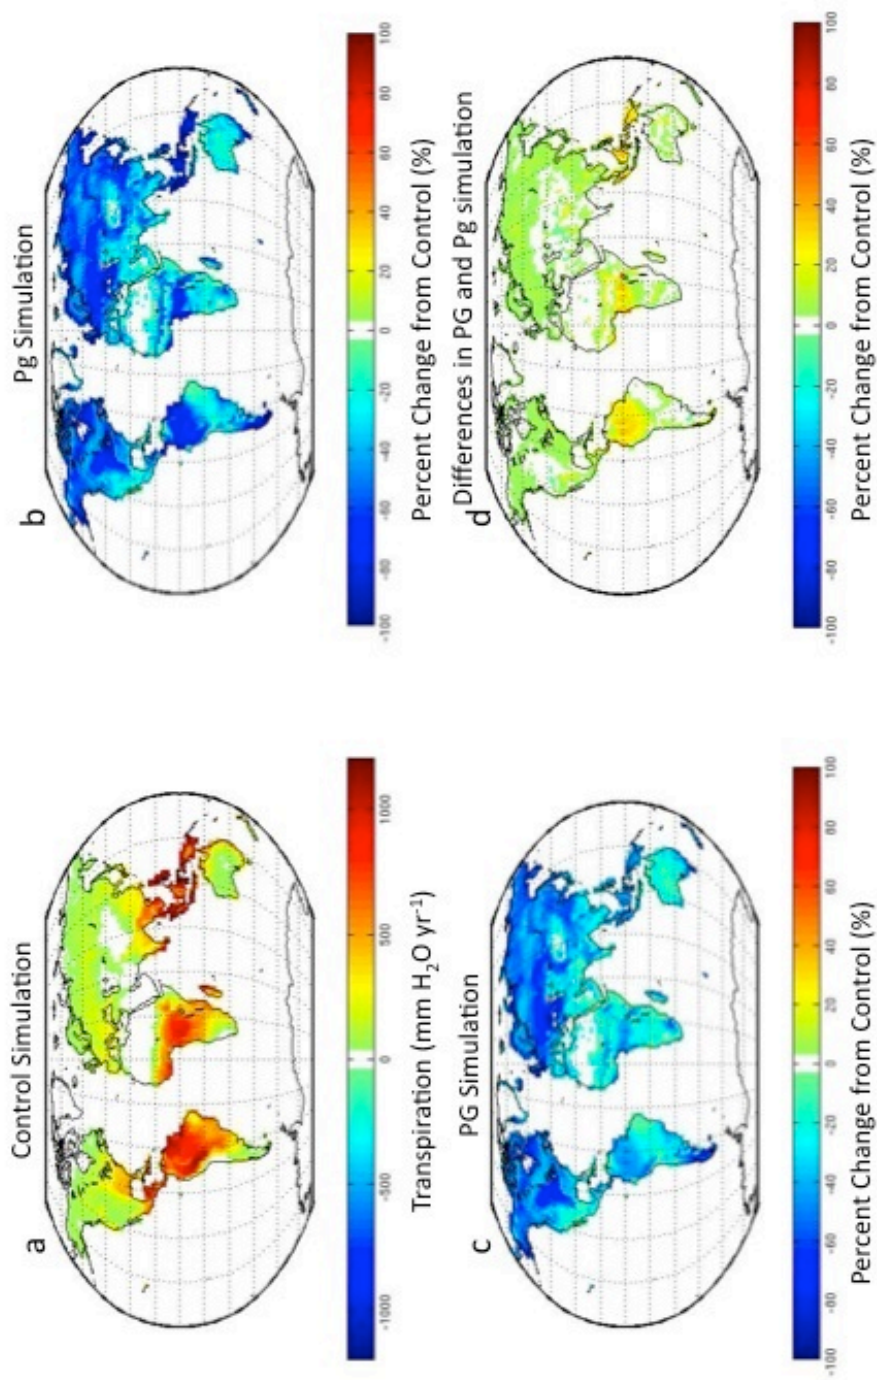 a
Control Simulation
-1000 -500 0 500 1000
Transpiration (mm H₂O yr⁻¹)
b
Pg Simulation
-100 -80 -60 -40 -20 0 20 40 60 80 100
Percent Change from Control (%)
c
PG Simulation
-100 -80 -60 -40 -20 0 20 40 60 80 100
Percent Change from Control (%)
d
Differences in PG and Pg simulation
-100 -80 -60 -40 -20 0 20 40 60 80 100
Percent Change from Control (%)